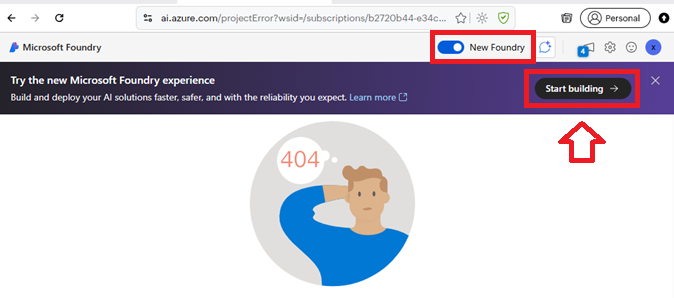 ai.azure.com/projectError?wsid=/subscriptions/b2720b44-e34c...
Personal
Microsoft Foundry
New Foundry
4
X
Try the new Microsoft Foundry experience
Build and deploy your AI solutions faster, safer, and with the reliability you expect. Learn more
Start building
404